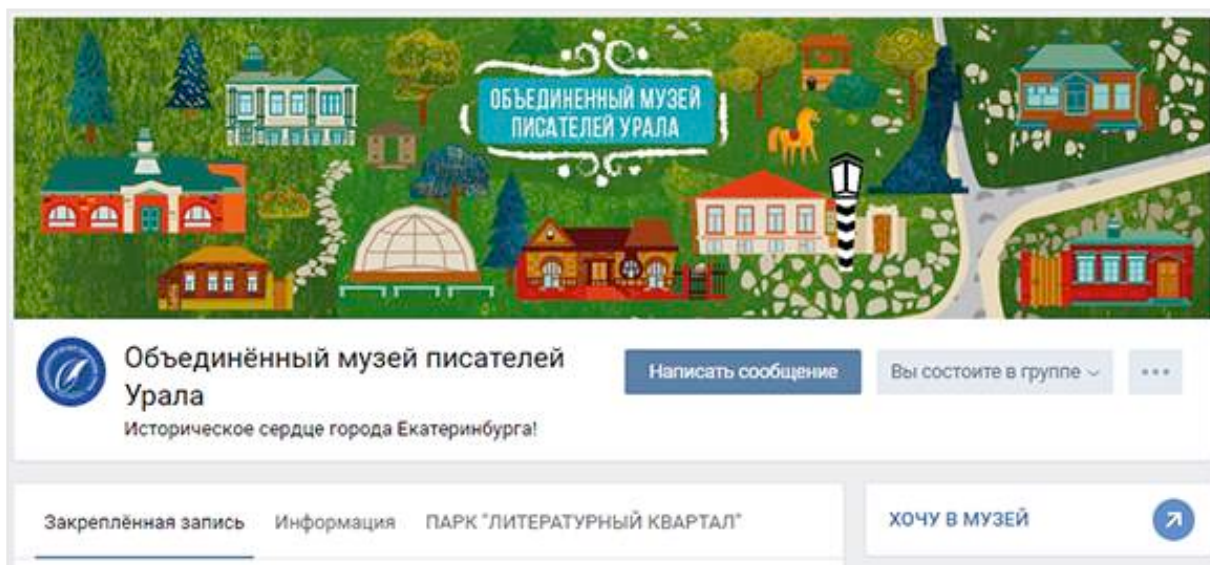 ОБЪЕДИНЕННЫЙ МУЗЕЙ
ПИСАТЕЛЕЙ УРАЛА
Объединённый музей писателей
Урала
Историческое сердце города Екатеринбурга!
Написать сообщение
Вы состоите в группе
Закреплённая запись
Информация
ПАРК "ЛИТЕРАТУРНЫЙ КВАРТАЛ"
ХОЧУ В МУЗЕЙ